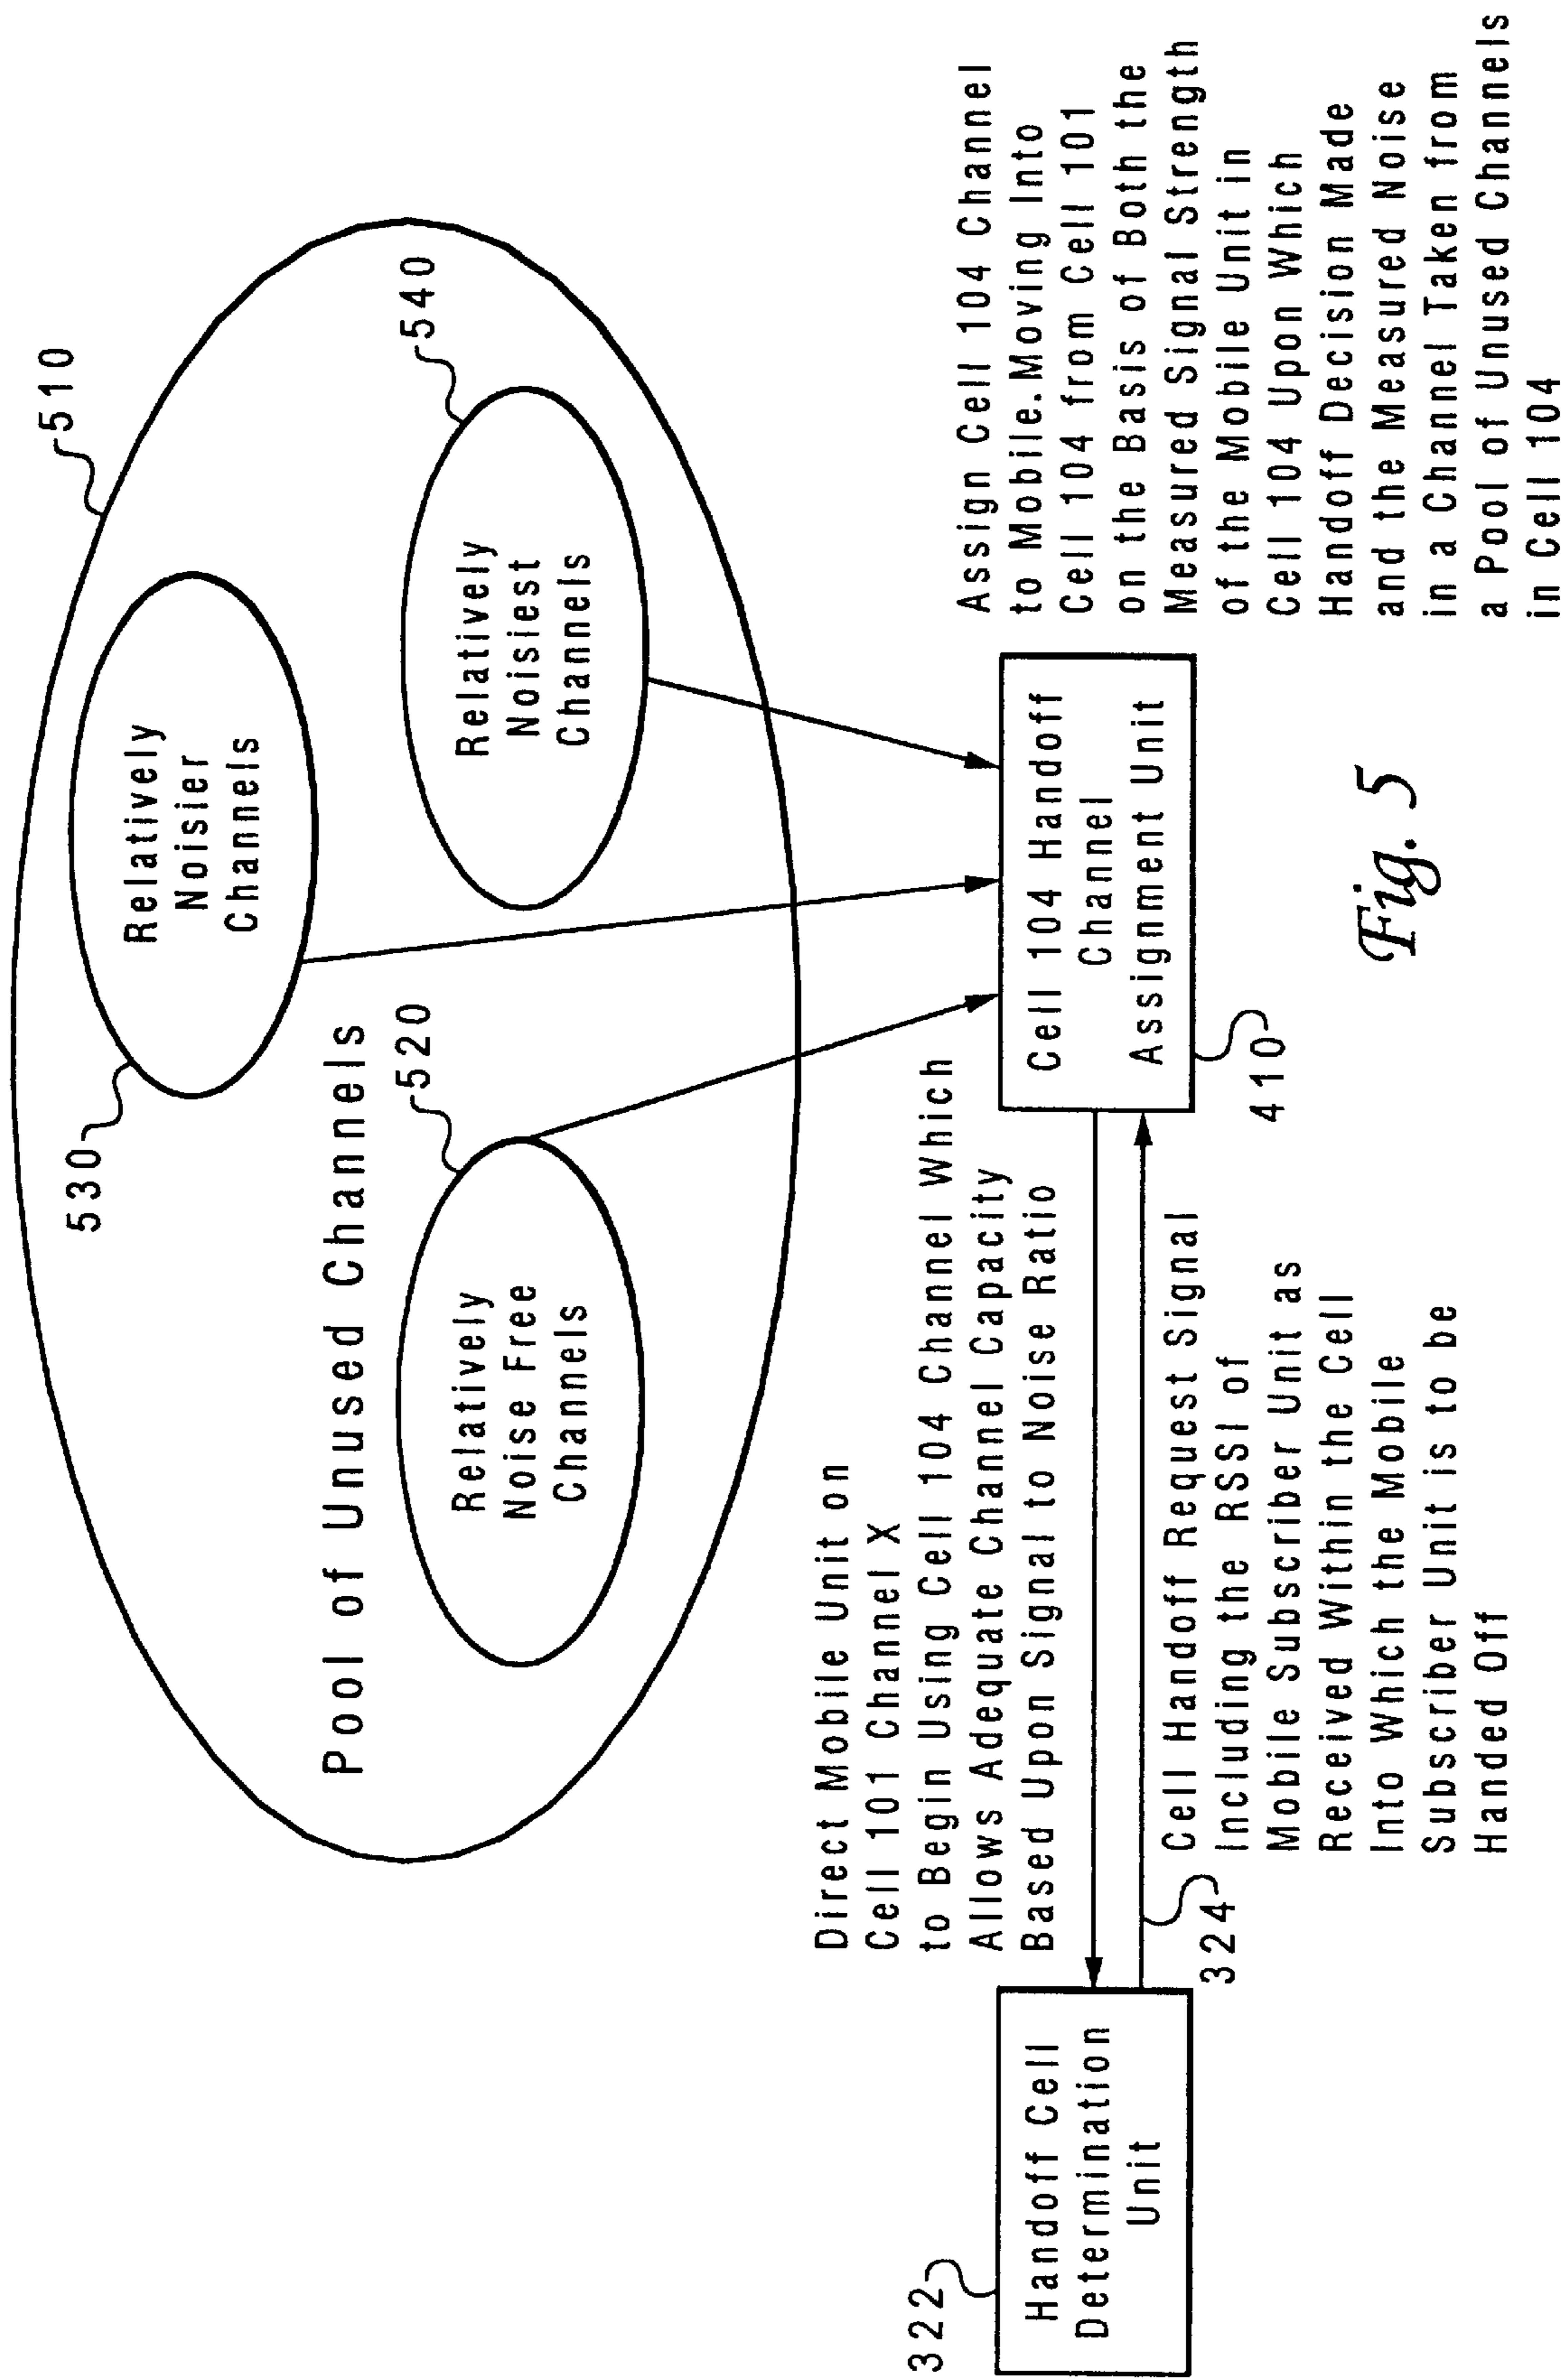 510
Pool of Unused Channels
530
Relatively
Noisier
Channels
520
Relatively
Noise Free
Channels
540
Relatively
Noisiest
Channels
Direct Mobile Unit on
Cell 101 Channel X
to Begin Using Cell 104 Channel Which
Allows Adequate Channel Capacity
Based Upon Signal to Noise Ratio
322
Handoff Cell
Determination
Unit
324
Cell Handoff Request Signal
Including the RSSI of
Mobile Subscriber Unit as
Received Within the Cell
Into Which the Mobile
Subscriber Unit is to be
Handed Off
Cell 104 Handoff
Channel
Assignment Unit
410
Assign Cell 104 Channel
to Mobile.Moving Into
Cell 104 from Cell 101
on the Basis of Both the
Measured Signal Strength
of the Mobile Unit in
Cell 104 Upon Which
Handoff Decision Made
and the Measured Noise
in a Channel Taken from
a Pool of Unused Channels
in Cell 104
Fig. 5